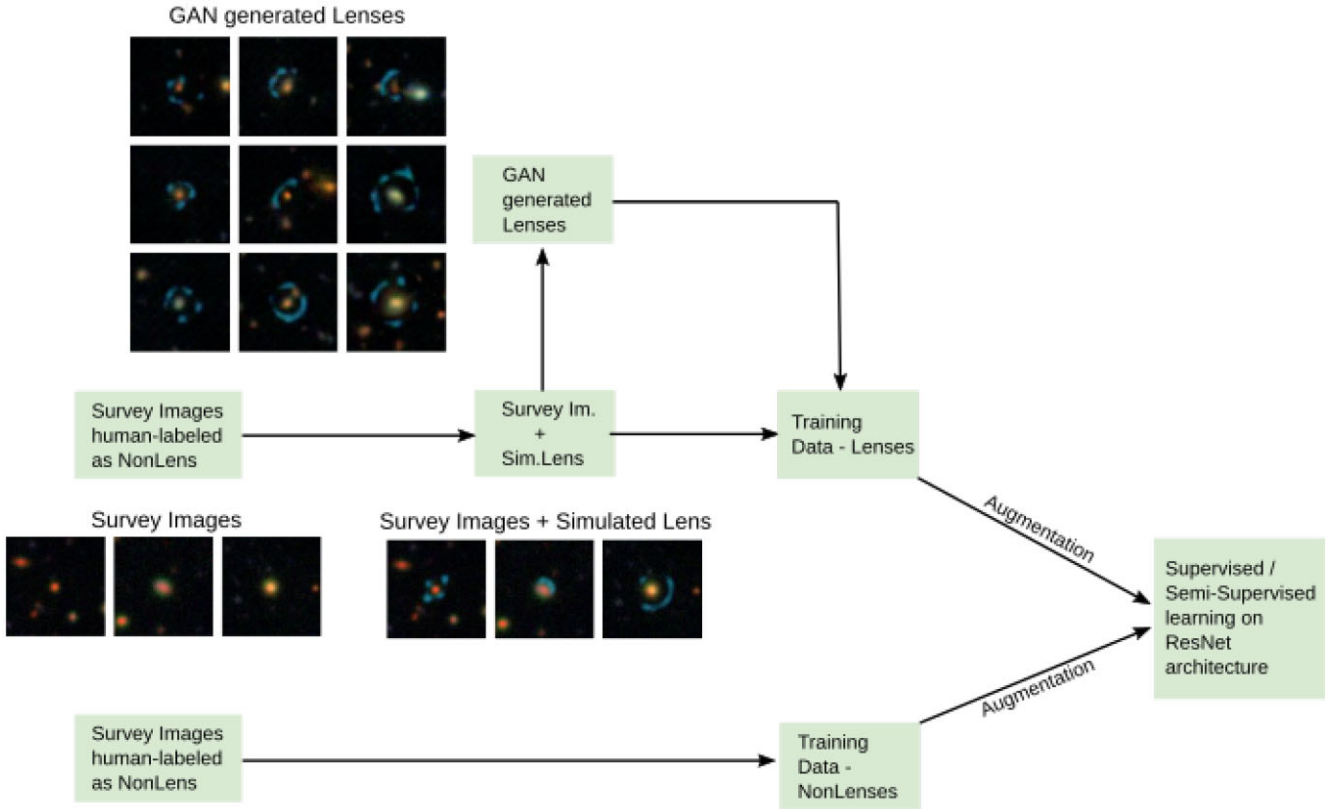 GAN generated Lenses
GAN
generated
Lenses
Survey Images
human-labeled
as NonLens
Survey Im.
+
Sim.Lens
Training
Data - Lenses
Augmentation
Survey Images
Survey Images + Simulated Lens
Supervised /
Semi-Supervised
learning on
ResNet
architecture
Augmentation
Survey Images
human-labeled
as NonLens
Training
Data -
NonLenses